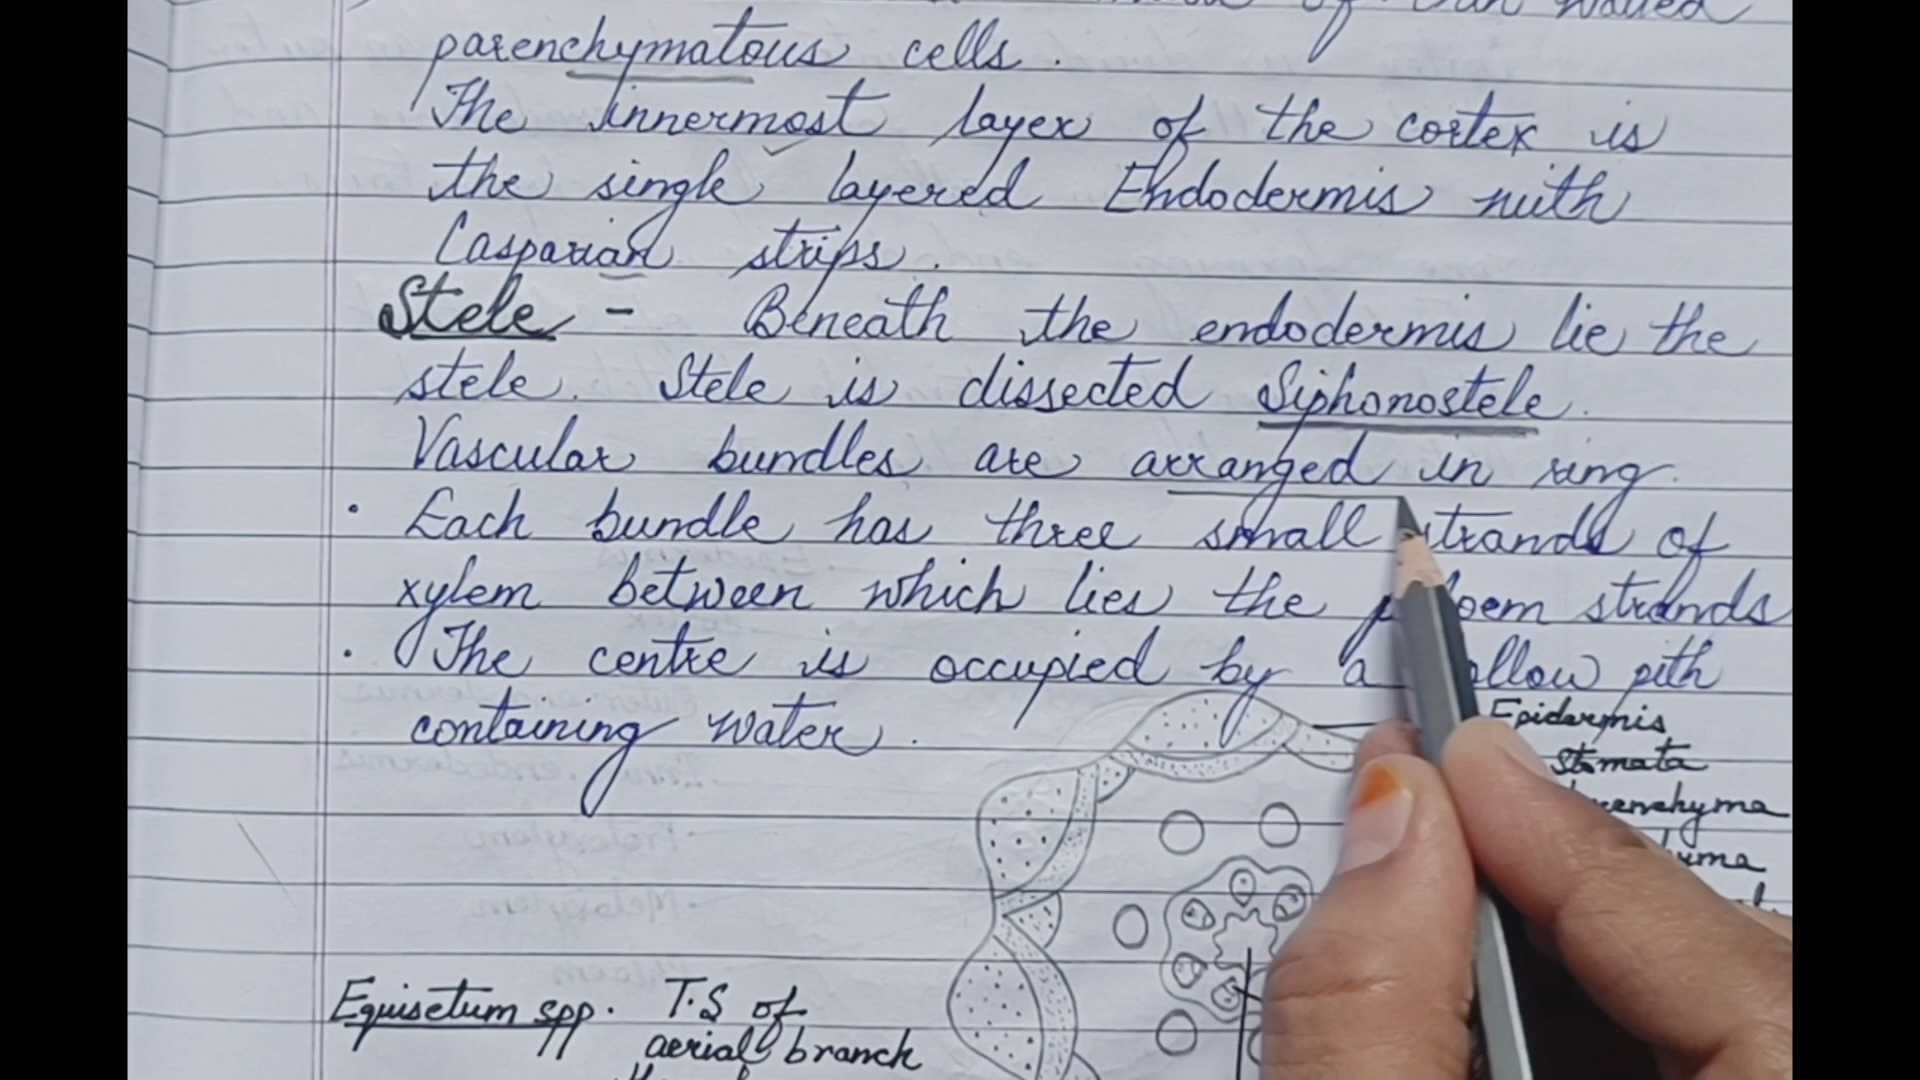 of thin walled
parenchymatous cells.
The innermost layer of the cortex is
the single layered Endodermis with
Casparian strips.
Stele - Beneath the endodermis lie the
stele. Stele is dissected Siphonostele.
Vascular bundles are arranged in ring.
· Each bundle has three small strands of
xylem between which lies the phloem strands
· The centre is occupied by a hollow pith
containing water.
Epidermis
Stomata
Equisetum spp. T.S of
aerial branch